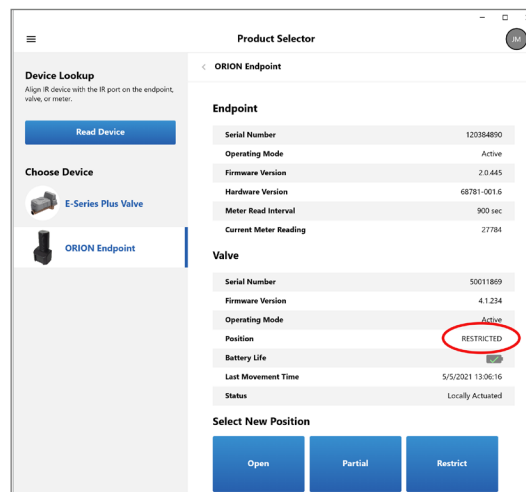 Product Selector
JM
Device Lookup
Align IR device with the IR port on the endpoint,
valve, or meter.
Read Device
Choose Device
E-Series Plus Valve
ORION Endpoint
< ORION Endpoint
Endpoint
Serial Number 120384890
Operating Mode Active
Firmware Version 2.0.445
Hardware Version 68781-001.6
Meter Read Interval 900 sec
Current Meter Reading 27784
Valve
Serial Number 50011869
Firmware Version 4.1.234
Operating Mode Active
Position RESTRICTED
Battery Life
Last Movement Time 5/5/2021 13:06:16
Status Locally Actuated
Select New Position
Open Partial Restrict